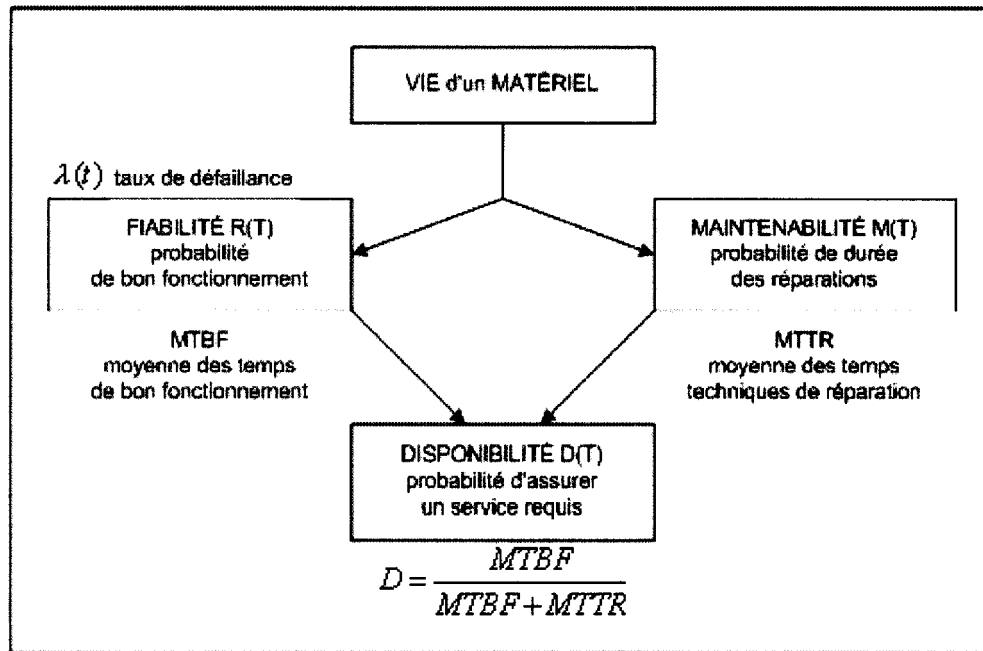 VIE d'un MATÉRIEL
λ(t) taux de défaillance
FIABILITÉ R(T)
probabilité
de bon fonctionnement
MAINTENABILITÉ M(T)
probabilité de durée
des réparations
MTBF
moyenne des temps
de bon fonctionnement
MTTR
moyenne des temps
techniques de réparation
DISPONIBILITÉ D(T)
probabilité d'assurer
un service requis
D = MTBF / MTBF + MTTR